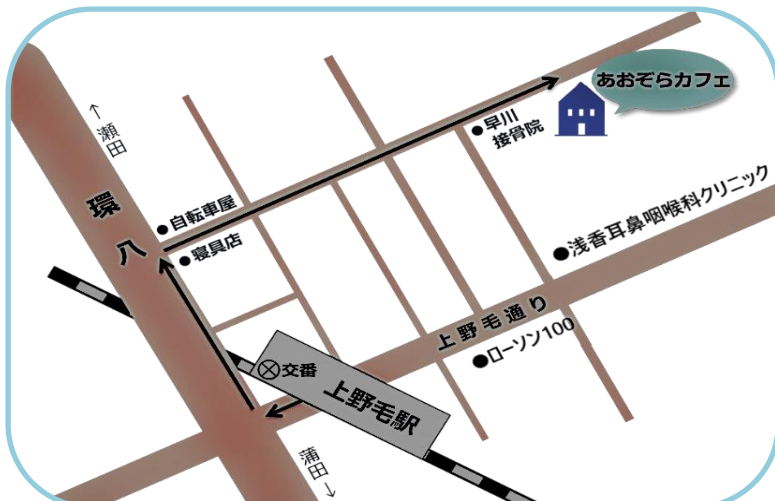 あおぞらカフェ
←瀬田
早川
接骨院
環八
自転車屋
寝具店
浅香耳鼻咽喉科クリニック
上野毛通り
ローソン100
交番
上野毛駅
蒲田→